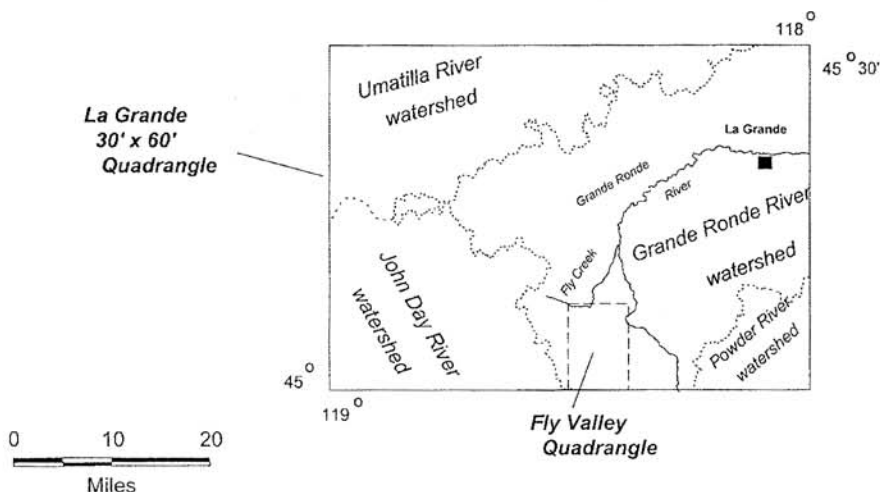 118 o
45 o 30'
Umatilla River
watershed
La Grande
30' x 60'
Quadrangle
La Grande
Grande Ronde
River
Grande Ronde River
watershed
Fly Creek
John Day River
watershed
Powder River
watershed
45 o
119 o
Fly Valley
Quadrangle
0 10 20
Miles